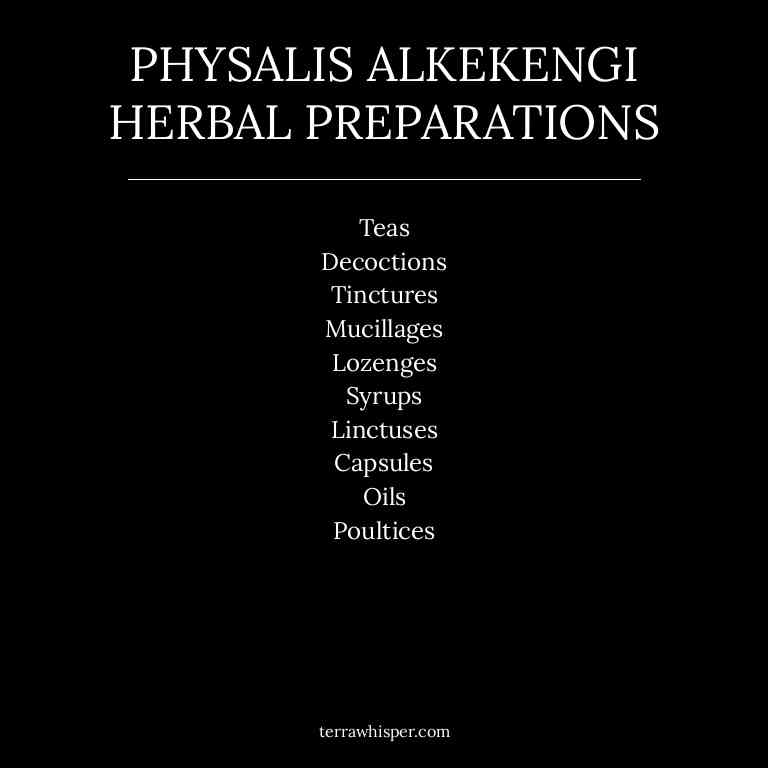 PHYSALIS ALKEKENGI
HERBAL PREPARATIONS
Teas
Decoctions
Tinctures
Mucillages
Lozenges
Syrups
Linctuses
Capsules
Oils
Poultices
terrawhisper.com